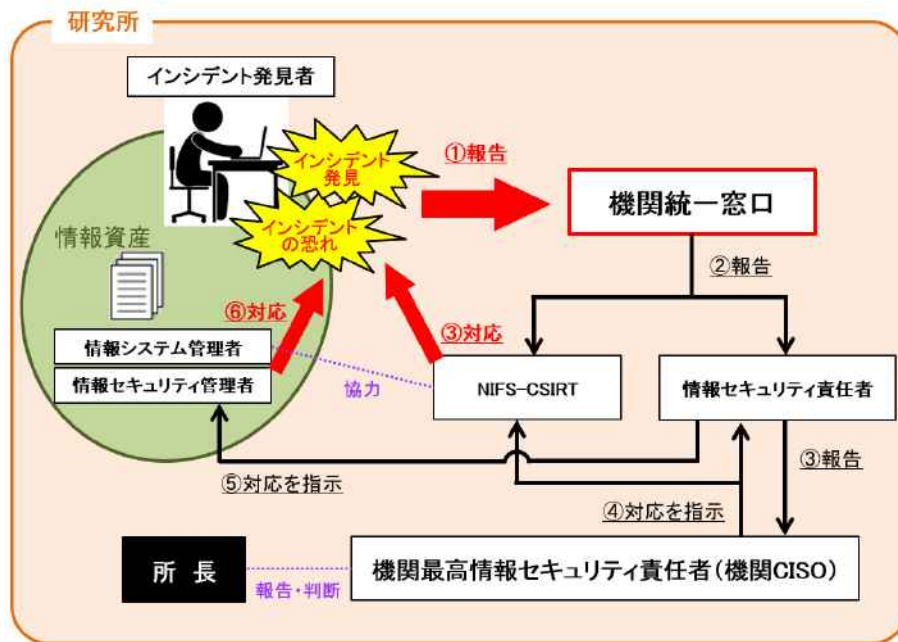 研究所
インシデント発見者
インシデント
発見
①報告
機関統一窓口
インシデント
の恐れ
情報資産
②報告
⑥対応
③対応
情報システム管理者
情報セキュリティ管理者
協力
NIFS-CSIRT
情報セキュリティ責任者
③報告
⑤対応を指示
④対応を指示
所 長
報告・判断
機関最高情報セキュリティ責任者(機関CISO)